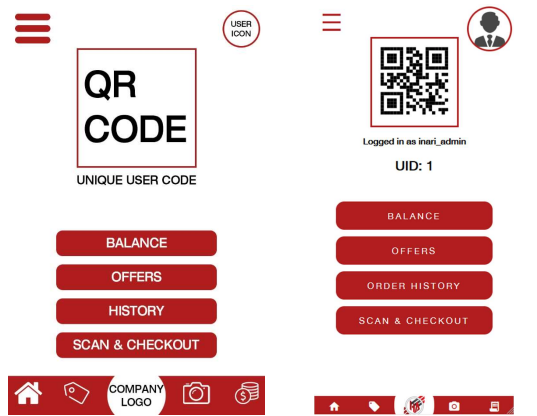 USER
ICON
QR
CODE
UNIQUE USER CODE
BALANCE
OFFERS
HISTORY
SCAN & CHECKOUT
COMPANY
LOGO
Logged in as inari_admin
UID: 1
BALANCE
OFFERS
ORDER HISTORY
SCAN & CHECKOUT